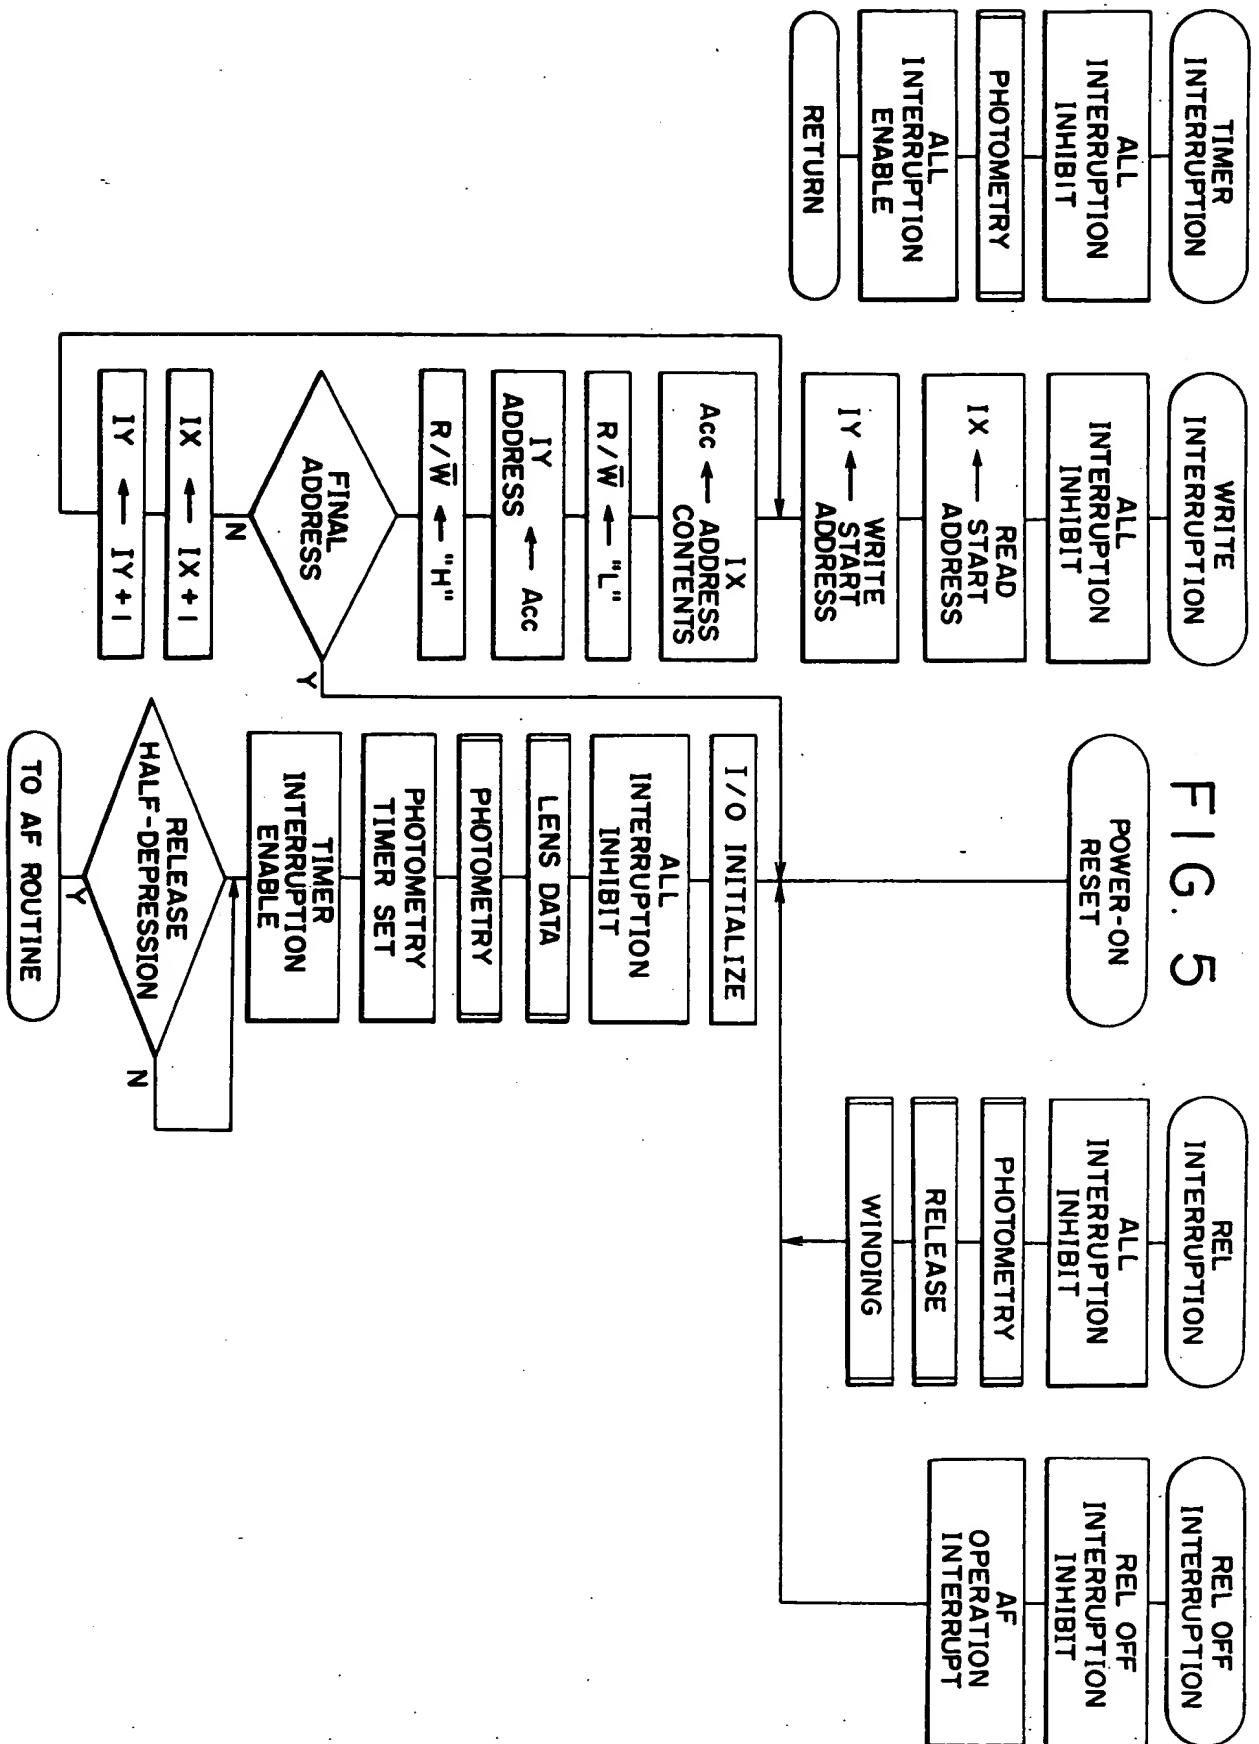 FIG. 5
TIMER
INTERRUPTION
ALL
INTERRUPTION
INHIBIT
PHOTOMETRY
ALL
INTERRUPTION
ENABLE
RETURN
WRITE
INTERRUPTION
ALL
INTERRUPTION
INHIBIT
READ
IX ← START
ADDRESS
WRITE
IY ← START
ADDRESS
IX
Acc ← ADDRESS
CONTENTS
R/W̅ ← "L"
IY
ADDRESS ← Acc
R/W̅ ← "H"
FINAL
ADDRESS
Y
N
IX ← IX + 1
IY ← IY + 1
POWER-ON
RESET
I/O INITIALIZE
ALL
INTERRUPTION
INHIBIT
LENS DATA
PHOTOMETRY
PHOTOMETRY
TIMER SET
TIMER
INTERRUPTION
ENABLE
RELEASE
HALF-DEPRESSION
N
Y
TO AF ROUTINE
REL
INTERRUPTION
ALL
INTERRUPTION
INHIBIT
PHOTOMETRY
RELEASE
WINDING
REL OFF
INTERRUPTION
REL OFF
INTERRUPTION
INHIBIT
AF
OPERATION
INTERRUPT